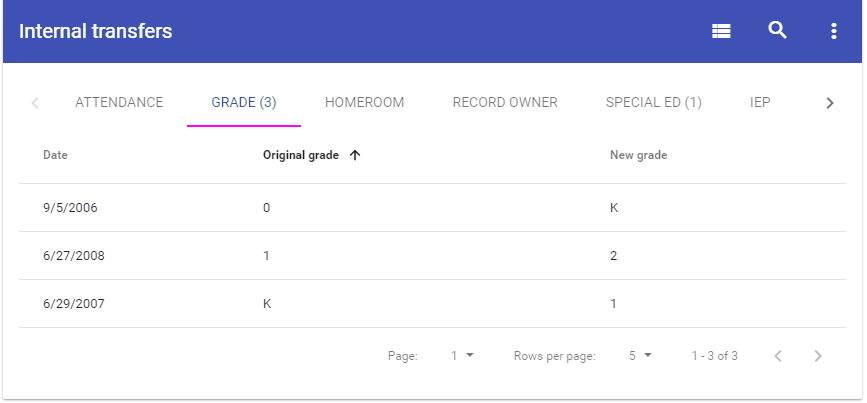 Internal transfers
ATTENDANCE GRADE (3) HOMEROOM RECORD OWNER SPECIAL ED (1) IEP
Date Original grade New grade
9/5/2006 0 K
6/27/2008 1 2
6/29/2007 K 1
Page: 1 Rows per page: 5 1 - 3 of 3